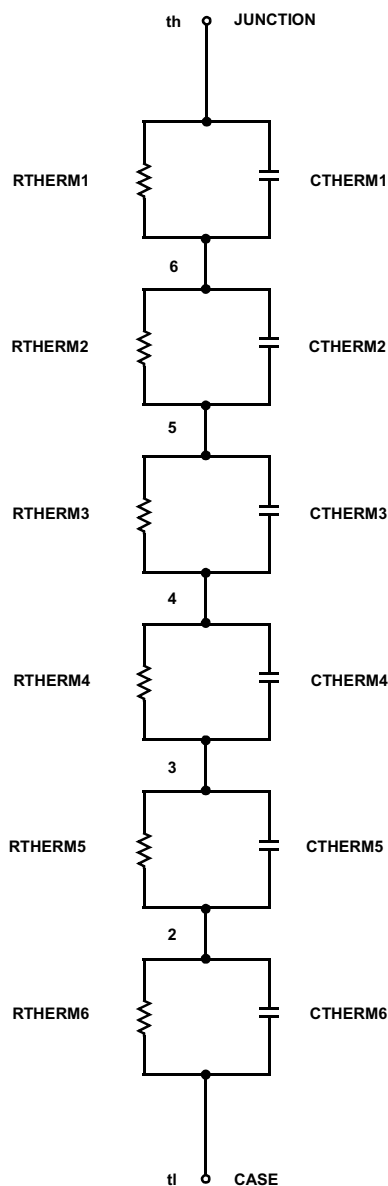 th JUNCTION
RTHERM1 CTHERM1
6
RTHERM2 CTHERM2
5
RTHERM3 CTHERM3
4
RTHERM4 CTHERM4
3
RTHERM5 CTHERM5
2
RTHERM6 CTHERM6
tl CASE